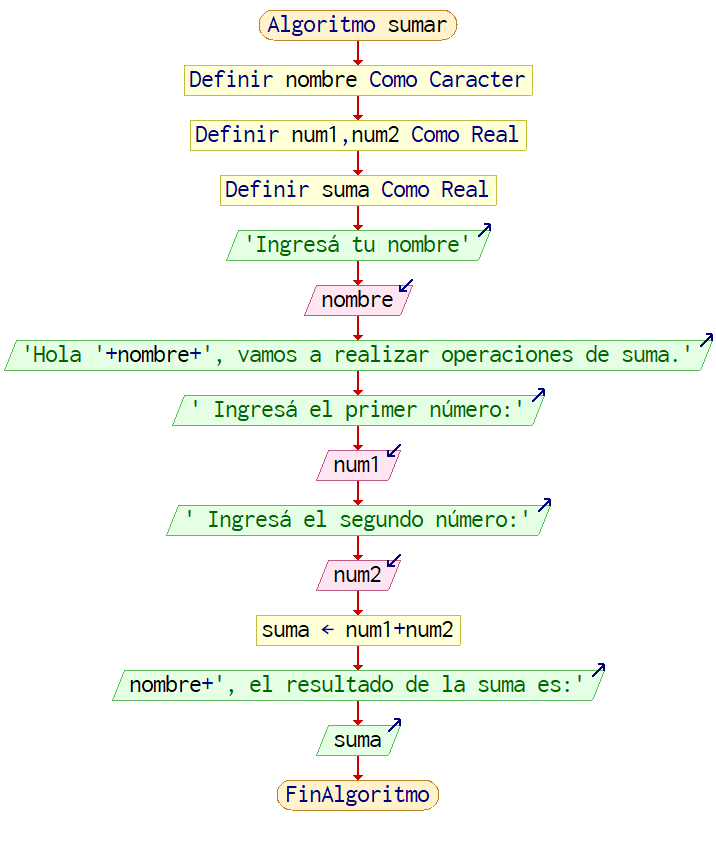 Algoritmo sumar
Definir nombre Como Caracter
Definir num1,num2 Como Real
Definir suma Como Real
'Ingresá tu nombre'
nombre
'Hola '+nombre+', vamos a realizar operaciones de suma.'
' Ingresá el primer número:'
num1
' Ingresá el segundo número:'
num2
suma ← num1+num2
nombre+', el resultado de la suma es:'
suma
FinAlgoritmo